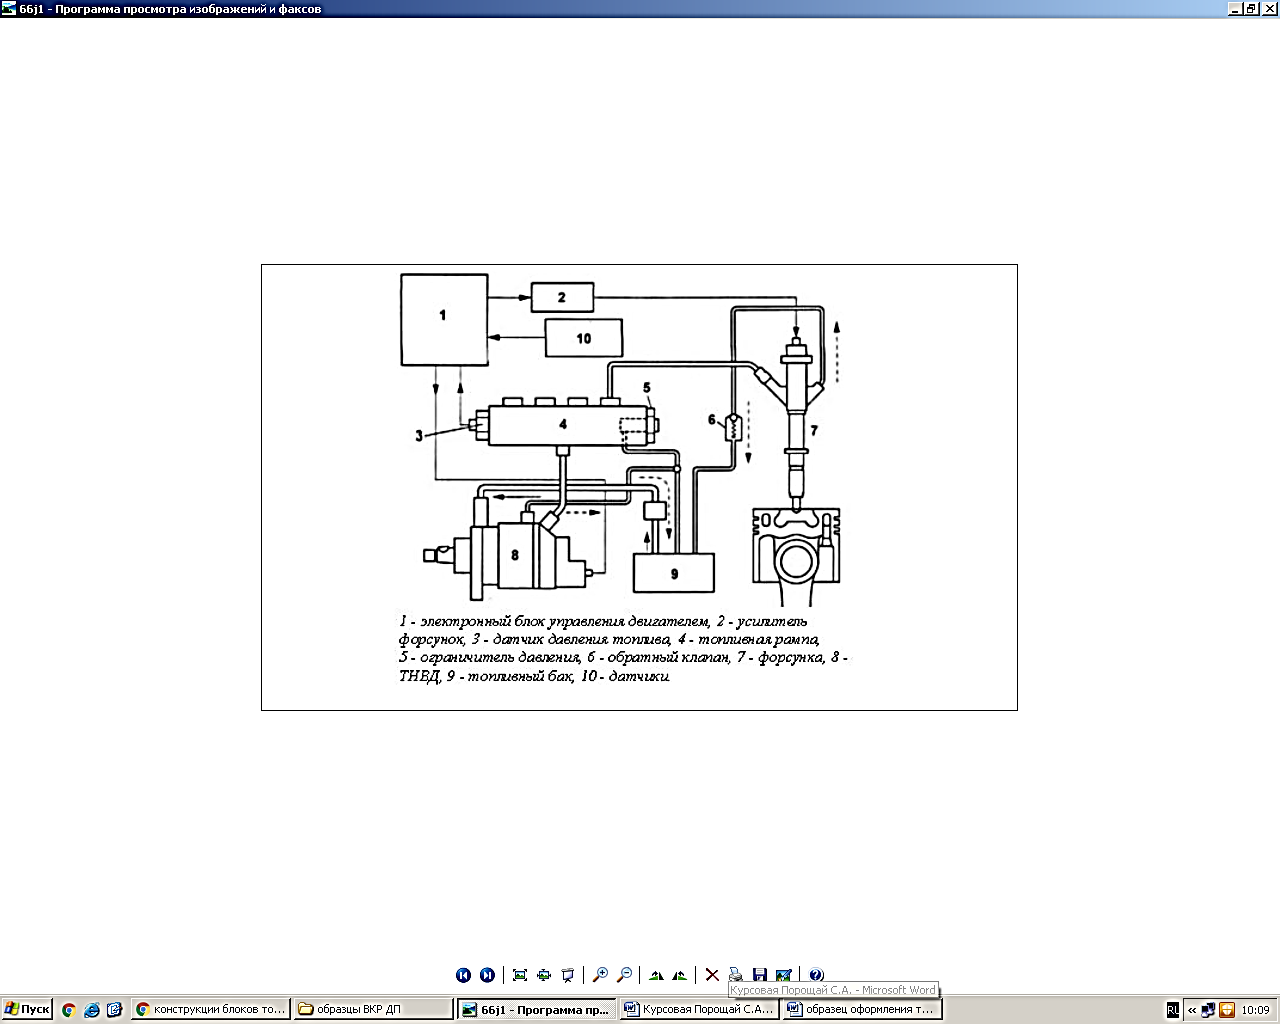 66j1 - Программа просмотра изображений и факсов
1
2
10
5
3
4
6
7
8
9
1 - электронный блок управления двигателем, 2 - усилитель
форсунок, 3 - датчик давления топлива, 4 - топливная рампа,
5 - ограничитель давления, 6 - обратный клапан, 7 - форсунка, 8 -
ТНВД, 9 - топливный бак, 10 - датчики
Курсовая Порощай С.А. - Microsoft Word
Пуск
конструкции блоков то...
образцы ВКР ДП
66j1 - Программа пр...
Курсовая Порощай С.А...
образец оформления т...
RL
«
10:09